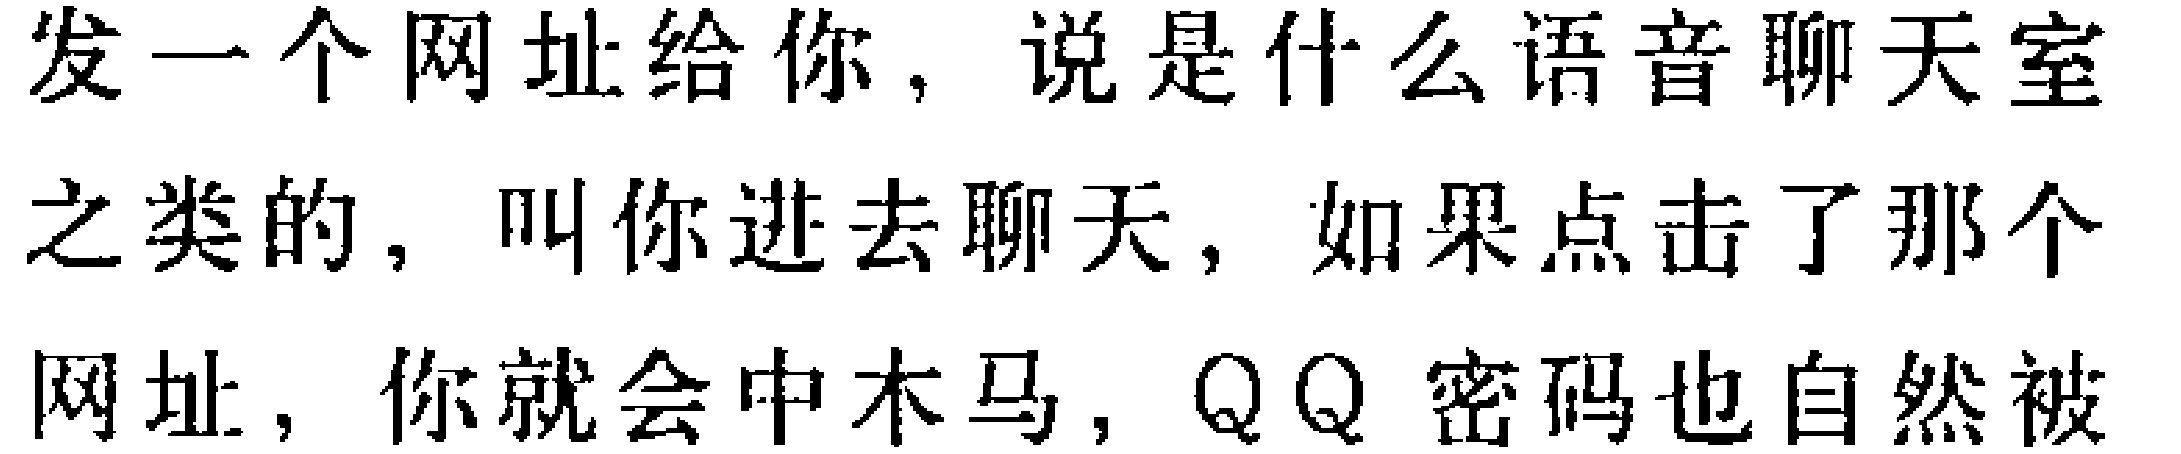 发一个网址给你，说是什么语音聊天室
之类的，叫你进去聊天，如果点击了那个
网址，你就会中木马，QQ 密码也自然被